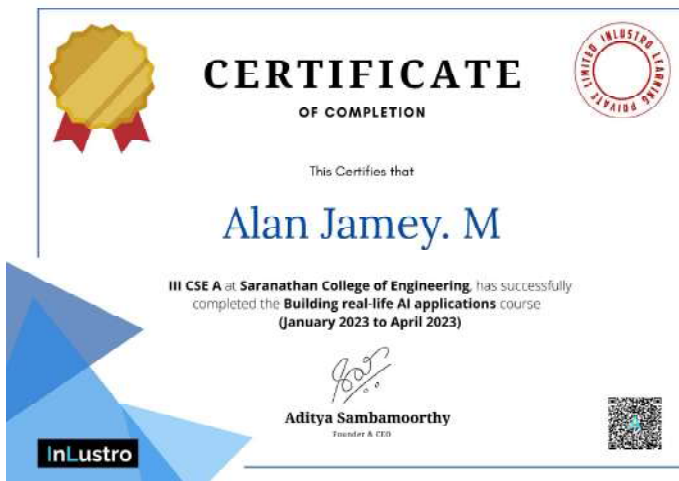 CERTIFICATE
OF COMPLETION
INLUSTRO LEARNING PRIVATE LIMITED
This Certifies that
Alan Jamey. M
III CSE A at Saranathan College of Engineering, has successfully
completed the Building real-life AI applications course
(January 2023 to April 2023)
Aditya Sambamoorthy
Founder & CEO
InLustro